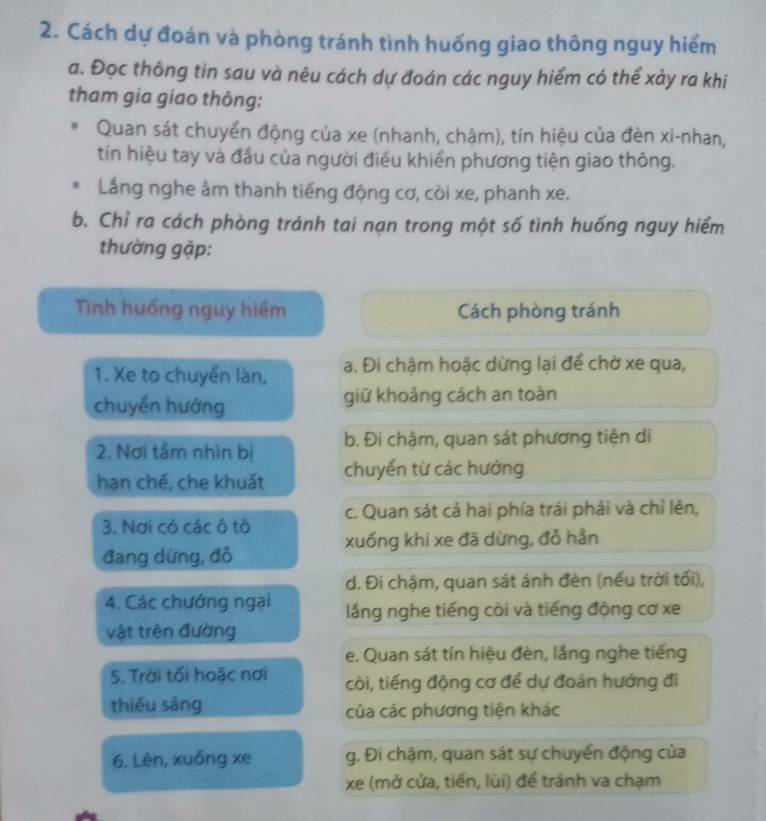 2. Cách dự đoán và phòng tránh tình huống giao thông nguy hiểm
a. Đọc thông tin sau và nêu cách dự đoán các nguy hiểm có thể xảy ra khi
tham gia giao thông:
▪ Quan sát chuyển động của xe (nhanh, chậm), tín hiệu của đèn xi-nhan,
tín hiệu tay và đầu của người điều khiển phương tiện giao thông.
▪ Lắng nghe âm thanh tiếng động cơ, còi xe, phanh xe.
b. Chỉ ra cách phòng tránh tai nạn trong một số tình huống nguy hiểm
thường gặp:
Tình huống nguy hiểm
1. Xe to chuyển làn,
chuyển hướng
2. Nơi tầm nhìn bị
hạn chế, che khuất
3. Nơi có các ô tô
đang dừng, đỗ
4. Các chướng ngại
vật trên đường
5. Trời tối hoặc nơi
thiếu sáng
6. Lên, xuống xe
Cách phòng tránh
a. Đi chậm hoặc dừng lại để chờ xe qua,
giữ khoảng cách an toàn
b. Đi chậm, quan sát phương tiện di
chuyển từ các hướng
c. Quan sát cả hai phía trái phải và chỉ lên,
xuống khi xe đã dừng, đỗ hẳn
d. Đi chậm, quan sát ánh đèn (nếu trời tối),
lắng nghe tiếng còi và tiếng động cơ xe
e. Quan sát tín hiệu đèn, lắng nghe tiếng
còi, tiếng động cơ để dự đoán hướng đi
của các phương tiện khác
g. Đi chậm, quan sát sự chuyển động của
xe (mở cửa, tiến, lùi) để tránh va chạm